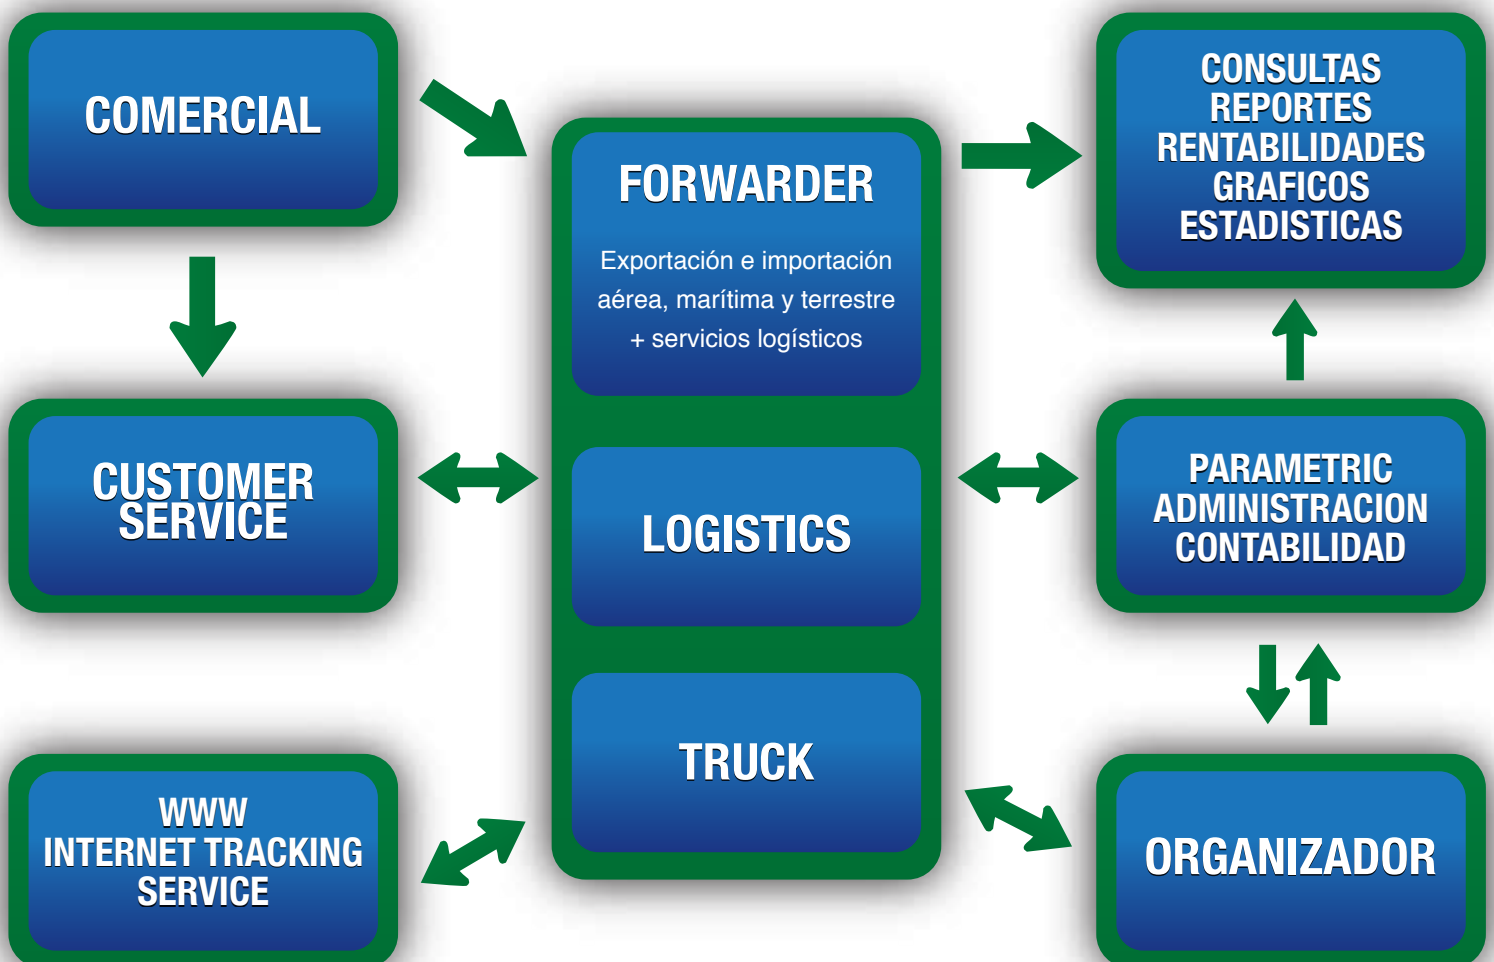 COMERCIAL
CUSTOMER
SERVICE
WWW
INTERNET TRACKING
SERVICE
FORWARDER
Exportación e importación
aérea, marítima y terrestre
+ servicios logísticos
LOGISTICS
TRUCK
CONSULTAS
REPORTES
RENTABILIDADES
GRAFICOS
ESTADISTICAS
PARAMETRIC
ADMINISTRACION
CONTABILIDAD
ORGANIZADOR